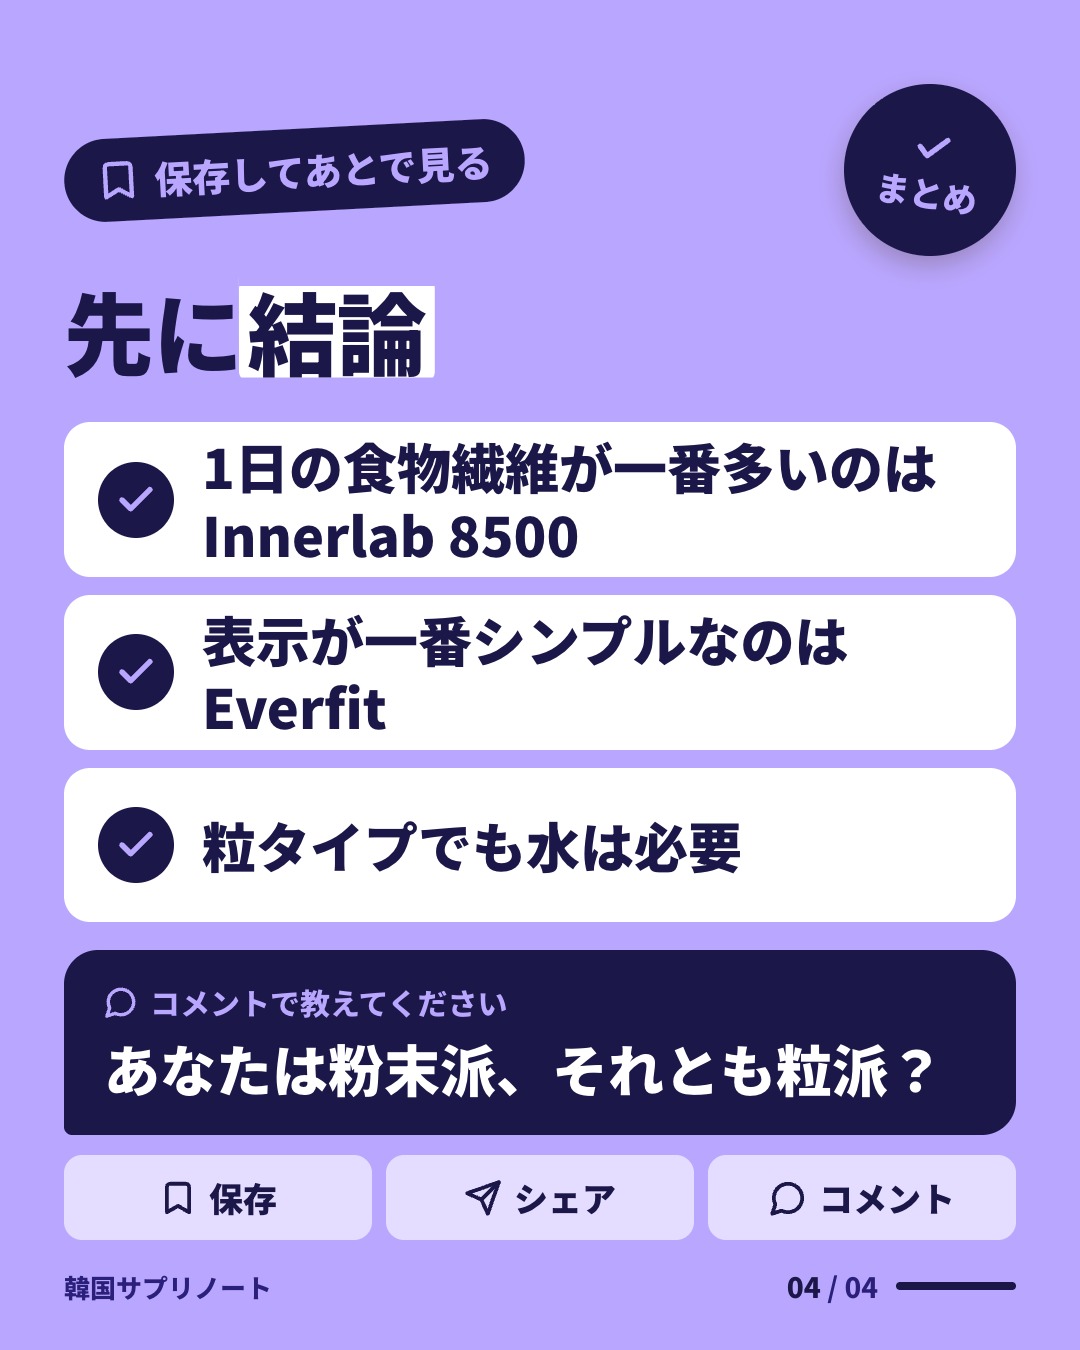 保存してあとで見る
まとめ
先に結論
1日の食物繊維が一番多いのは
Innerlab 8500
表示が一番シンプルなのは
Everfit
粒タイプでも水は必要
コメントで教えてください
あなたは粉末派、それとも粒派？
保存
シェア
コメント
韓国サプリノート
04 / 04